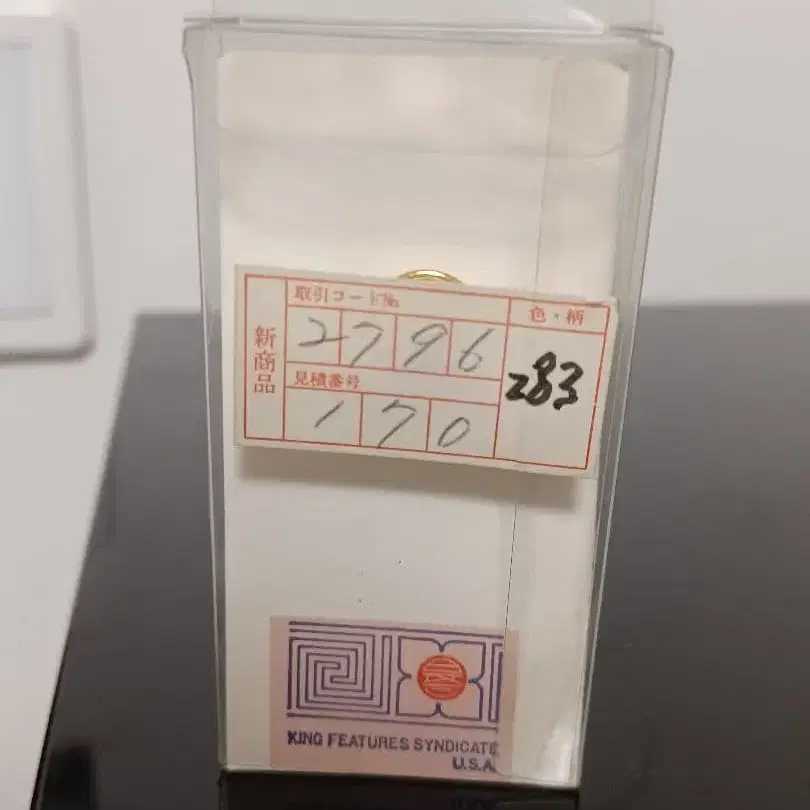 新商品
取引コードNo.
色・柄
2796
283
見積番号
170
KING FEATURES SYNDICATE
U.S.A.